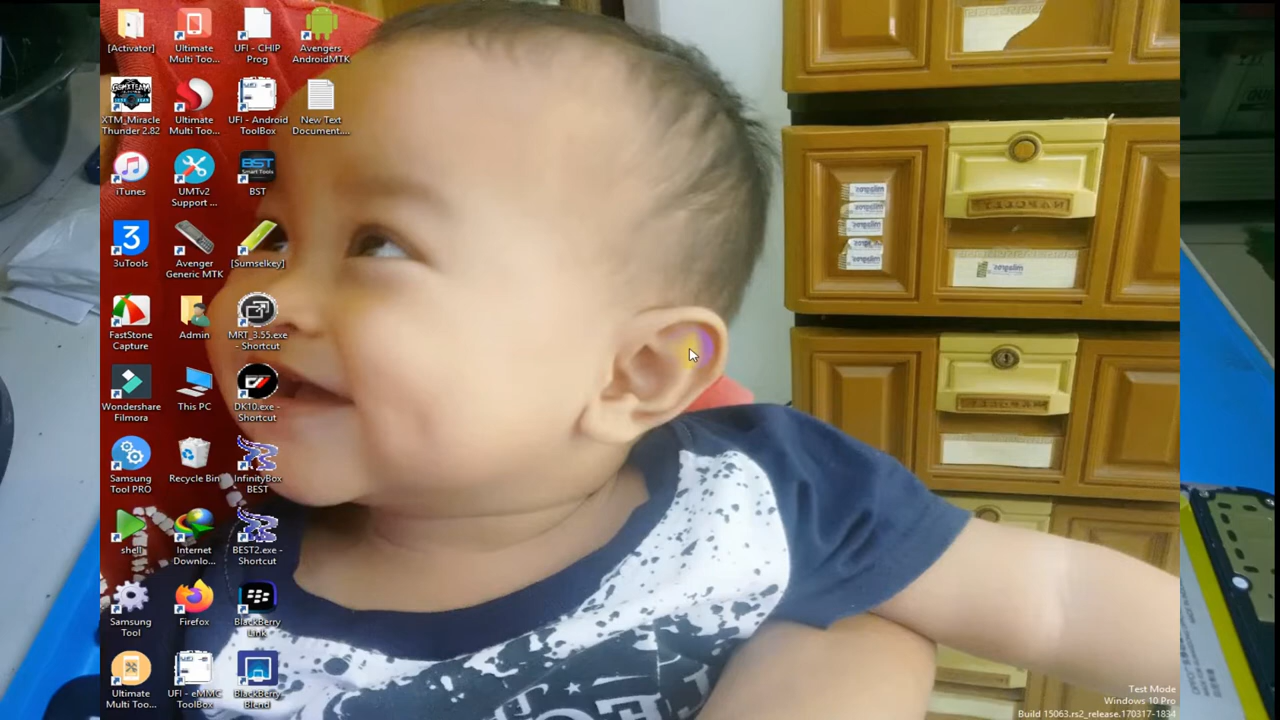 [Activator]
Ultimate
Multi Too...
UFI - CHIP
Prog
Avengers
AndroidMTK
XTM_Miracle
Thunder 2.82
Ultimate
Multi Too...
UFI - Android
ToolBox
New Text
Document....
iTunes
UMTv2
Support ...
BST
Smart Tools
BST
3
3uTools
Avenger
Generic MTK
[Sumselkey]
FastStone
Capture
Admin
MRT_3.55.exe
- Shortcut
Wondershare
Filmora
This PC
DK10.exe -
Shortcut
Samsung
Tool PRO
Recycle Bin
InfinityBox
BEST
shell
Internet
Downlo...
BEST2.exe -
Shortcut
Samsung
Tool
Firefox
BlackBerry
Link
Ultimate
Multi Too...
UFI - eMMC
ToolBox
BlackBerry
Blend
Test Mode
Windows 10 Pro
Build 15063.rs2_release.170317-1834